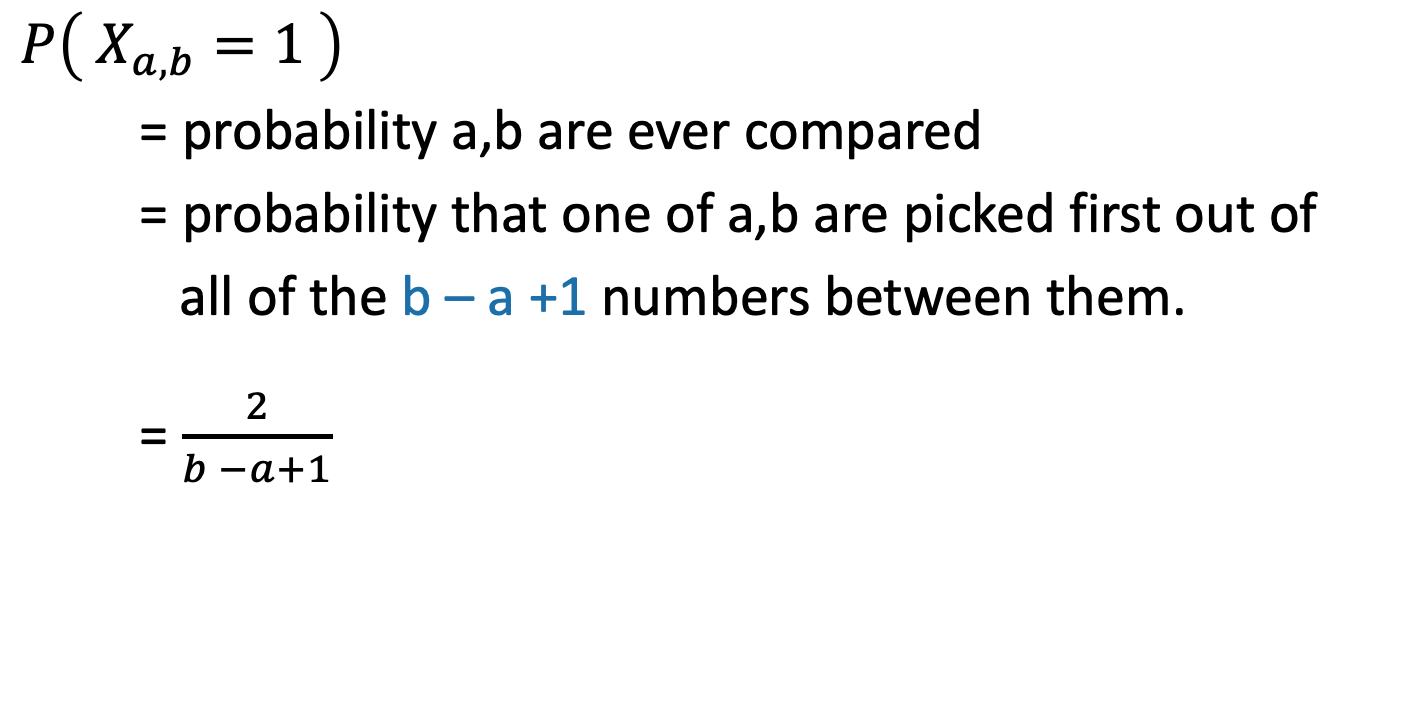 P( X_{a,b} = 1 )
= probability a,b are ever compared
= probability that one of a,b are picked first out of
all of the b – a +1 numbers between them.
= \frac{2}{b −a+1}